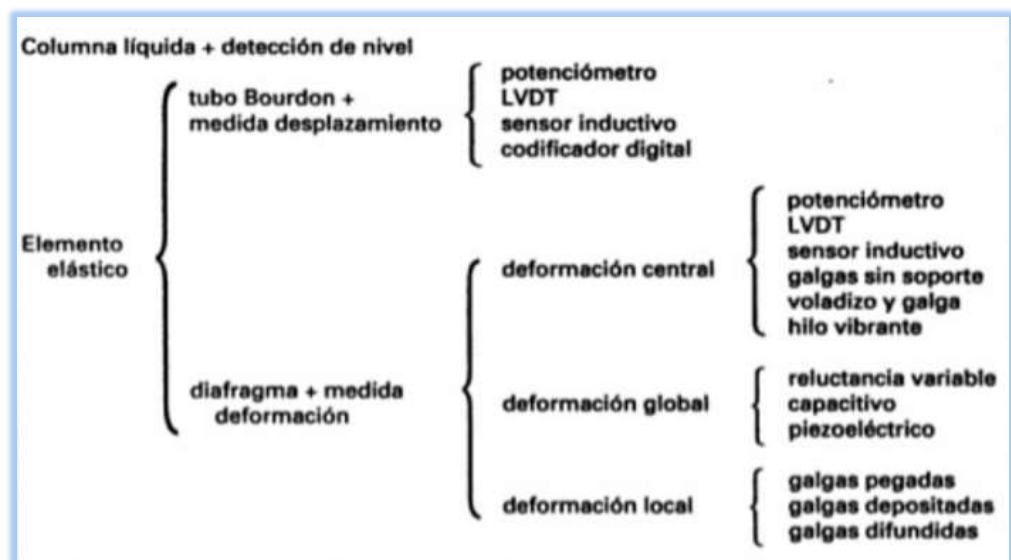 Columna líquida + detección de nivel
tubo Bourdon +
medida desplazamiento
potenciómetro
LVDT
sensor inductivo
codificador digital
Elemento
elástico
diafragma + medida
deformación
deformación central
potenciómetro
LVDT
sensor inductivo
galgas sin soporte
voladizo y galga
hilo vibrante
deformación global
reluctancia variable
capacitivo
piezoeléctrico
deformación local
galgas pegadas
galgas depositadas
galgas difundidas